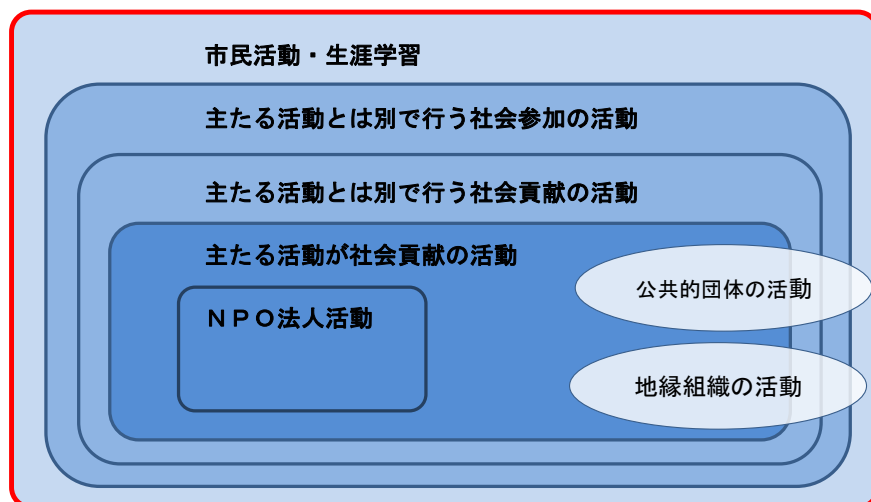 市民活動・生涯学習
主たる活動とは別で行う社会参加の活動
主たる活動とは別で行う社会貢献の活動
主たる活動が社会貢献の活動
公共的団体の活動
ＮＰＯ法人活動
地縁組織の活動